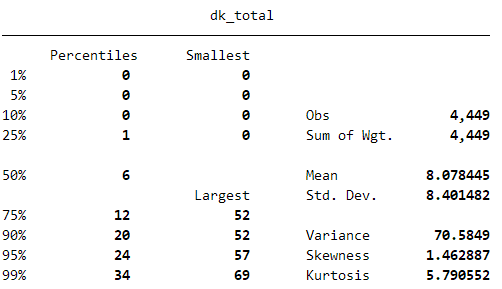 dk_total
Percentiles Smallest
1% 0 0
5% 0 0
10% 0 0 Obs 4,449
25% 1 0 Sum of Wgt. 4,449
50% 6 Mean 8.078445
Largest Std. Dev. 8.401482
75% 12 52
90% 20 52 Variance 70.5849
95% 24 57 Skewness 1.462887
99% 34 69 Kurtosis 5.790552